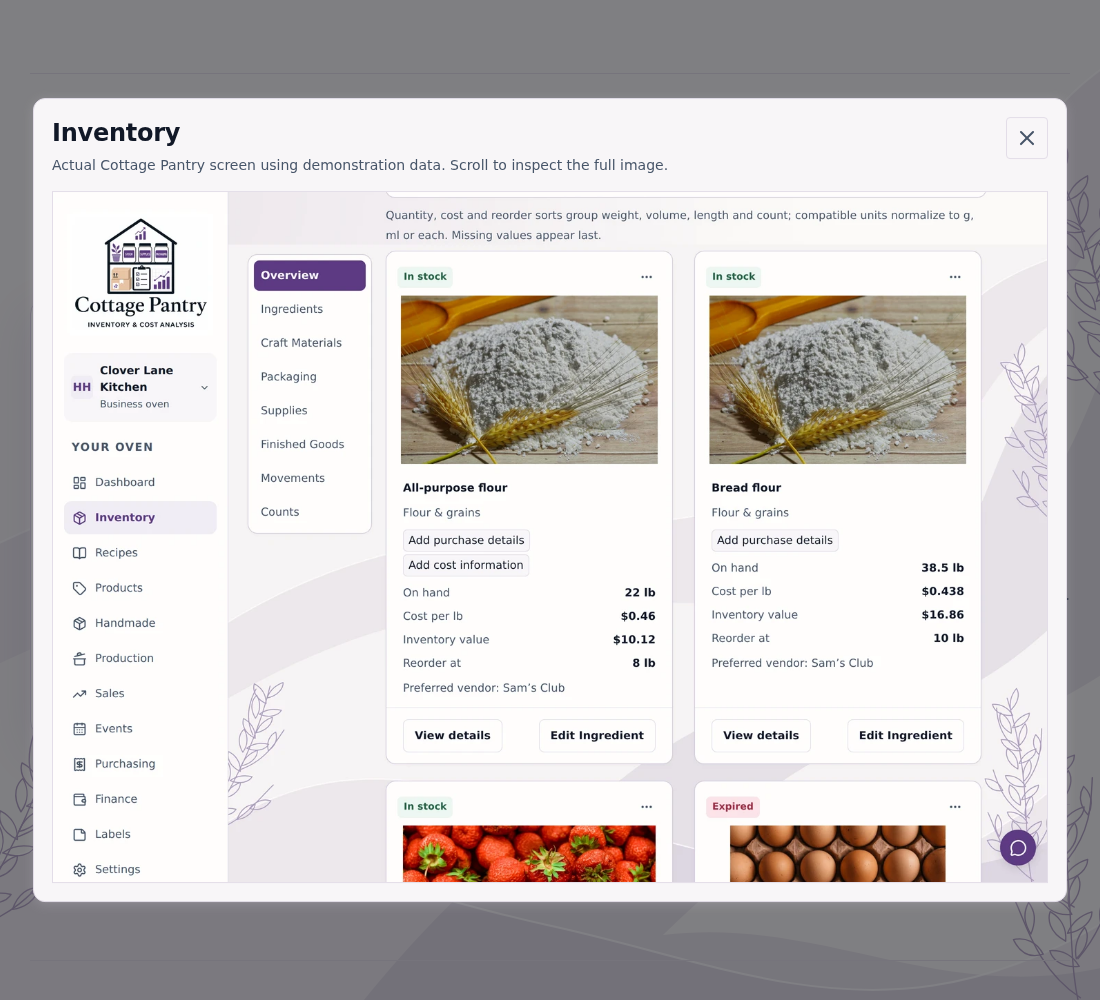 Inventory
Actual Cottage Pantry screen using demonstration data. Scroll to inspect the full image.
Cottage Pantry
INVENTORY & COST ANALYSIS
HH
Clover Lane
Kitchen
Business oven
YOUR OVEN
Dashboard
Inventory
Recipes
Products
Handmade
Production
Sales
Events
Purchasing
Finance
Labels
Settings
Quantity, cost and reorder sorts group weight, volume, length and count; compatible units normalize to g,
ml or each. Missing values appear last.
Overview
Ingredients
Craft Materials
Packaging
Supplies
Finished Goods
Movements
Counts
In stock
All-purpose flour
Flour & grains
Add purchase details
Add cost information
On hand 22 lb
Cost per lb $0.46
Inventory value $10.12
Reorder at 8 lb
Preferred vendor: Sam’s Club
View details Edit Ingredient
In stock
Bread flour
Flour & grains
Add purchase details
On hand 38.5 lb
Cost per lb $0.438
Inventory value $16.86
Reorder at 10 lb
Preferred vendor: Sam’s Club
View details Edit Ingredient
In stock
Expired